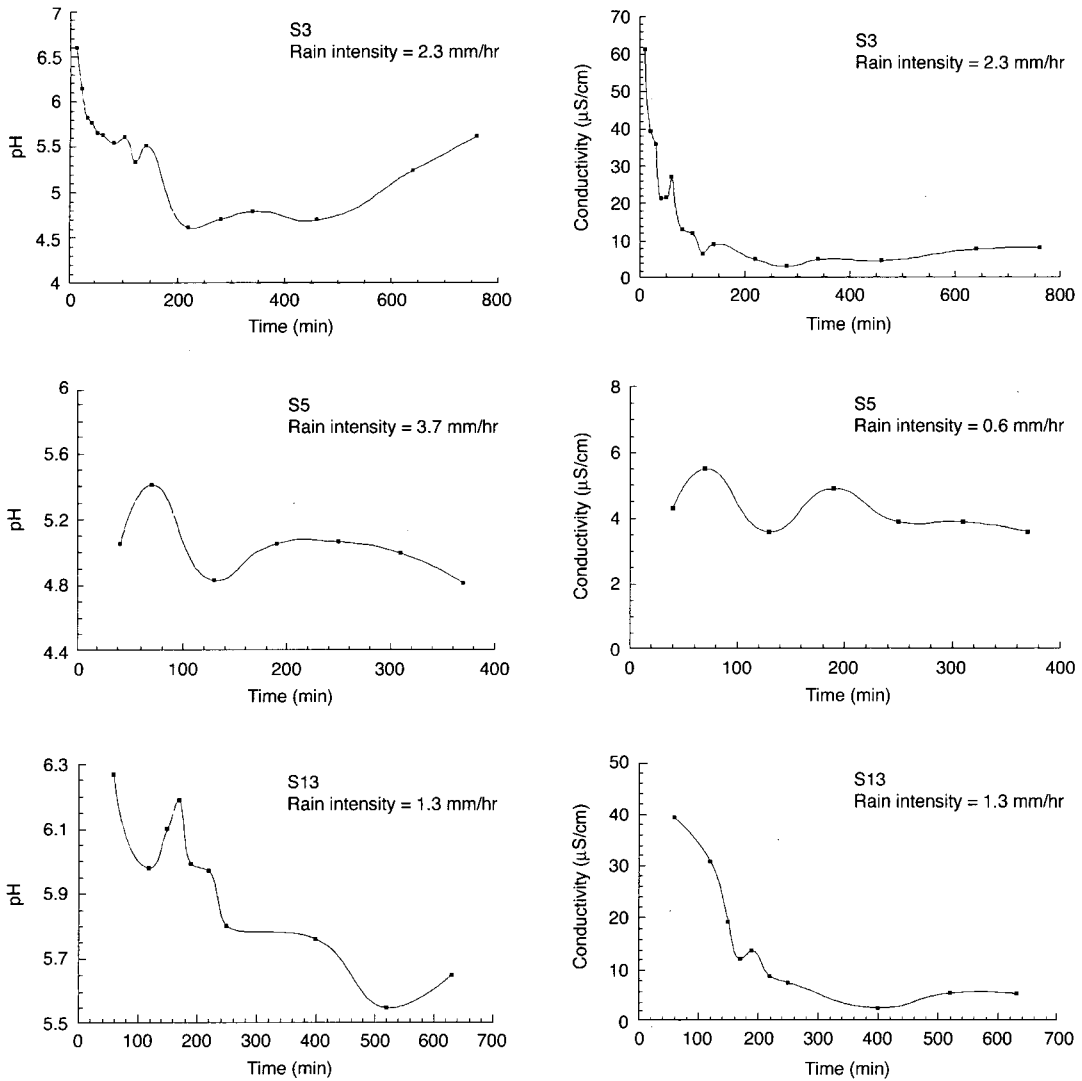 7
6.5
6
5.5
5
4.5
4
pH
S3
Rain intensity = 2.3 mm/hr
0 200 400 600 800
Time (min)
70
60
50
40
30
20
10
0
Conductivity (µS/cm)
S3
Rain intensity = 2.3 mm/hr
0 200 400 600 800
Time (min)
6
5.6
5.2
4.8
4.4
pH
S5
Rain intensity = 3.7 mm/hr
0 100 200 300 400
Time (min)
8
6
4
2
0
Conductivity (µS/cm)
S5
Rain intensity = 0.6 mm/hr
0 100 200 300 400
Time (min)
6.3
6.1
5.9
5.7
5.5
pH
S13
Rain intensity = 1.3 mm/hr
0 100 200 300 400 500 600 700
Time (min)
50
40
30
20
10
0
Conductivity (µS/cm)
S13
Rain intensity = 1.3 mm/hr
0 100 200 300 400 500 600 700
Time (min)